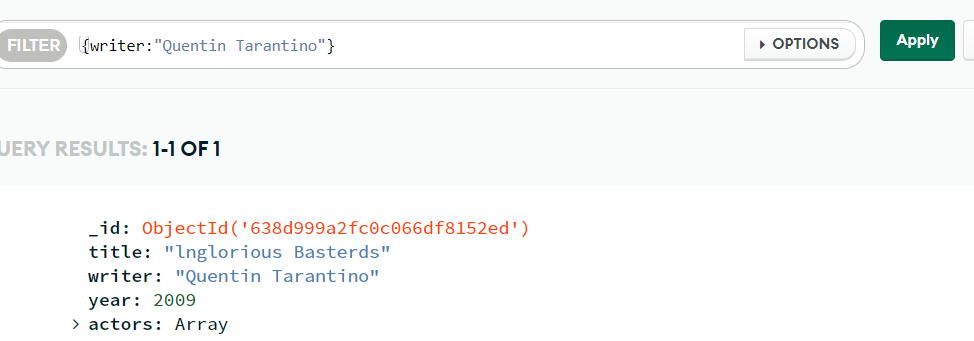 FILTER {writer:"Quentin Tarantino"} OPTIONS Apply
UERY RESULTS: 1-1 OF 1
_id: ObjectId('638d999a2fc0c066df8152ed')
title: "lnglorious Basterds"
writer: "Quentin Tarantino"
year: 2009
> actors: Array